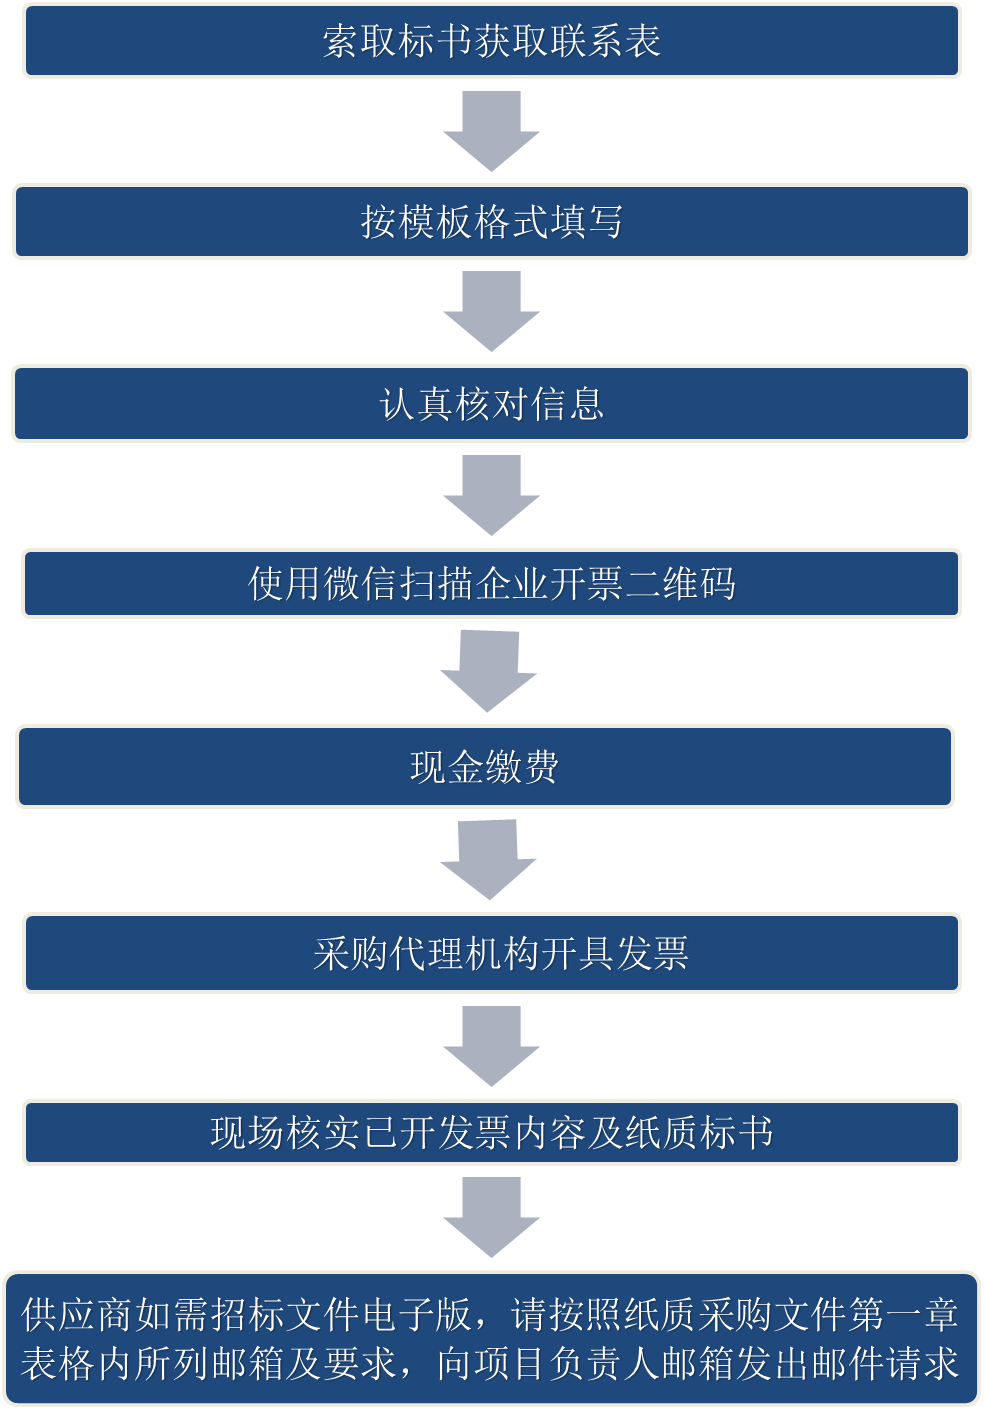 索取标书获取联系表
按模板格式填写
认真核对信息
使用微信扫描企业开票二维码
现金缴费
采购代理机构开具发票
现场核实已开发票内容及纸质标书
供应商如需招标文件电子版，请按照纸质采购文件第一章
表格内所列邮箱及要求，向项目负责人邮箱发出邮件请求